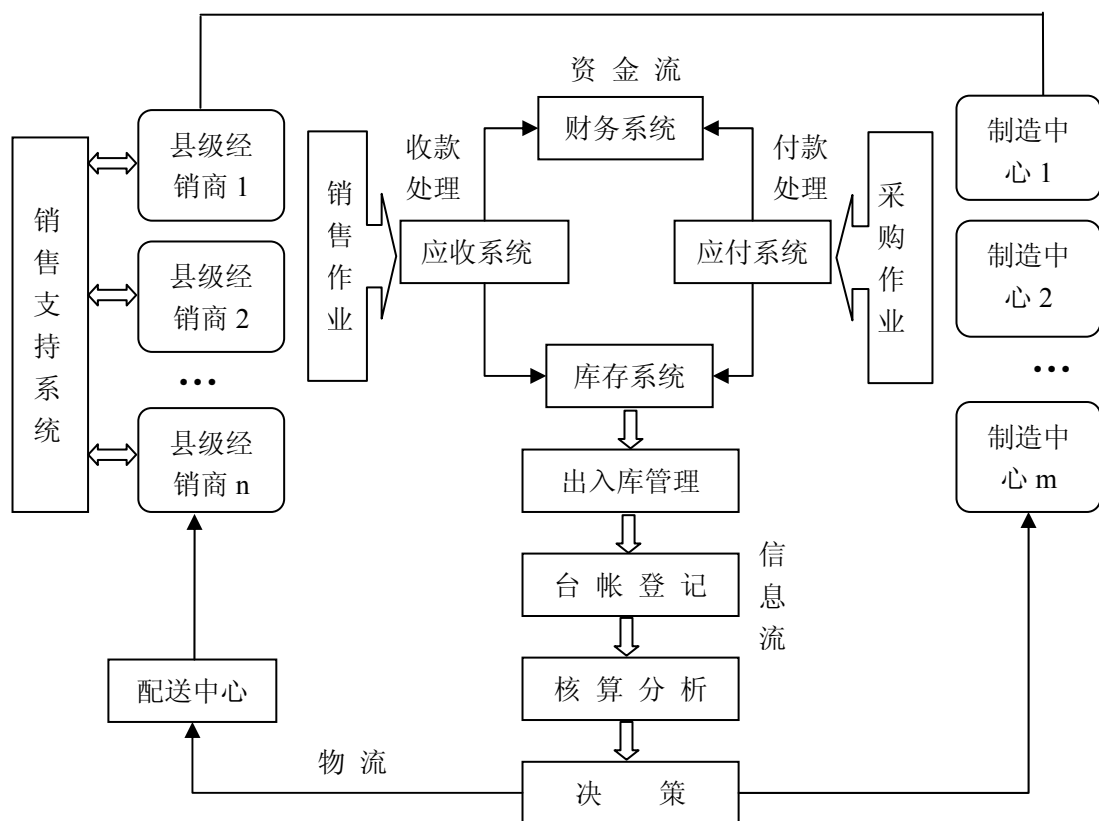 资 金 流
县级经
销商 1
县级经
销商 2
…
县级经
销商 n
销售支持系统
销售作业
收款
处理
财务系统
付款
处理
应收系统
应付系统
采购作业
制造中
心 1
制造中
心 2
…
制造中
心 m
库存系统
出入库管理
台 帐 登 记
信息流
核 算 分 析
配送中心
物 流
决 策